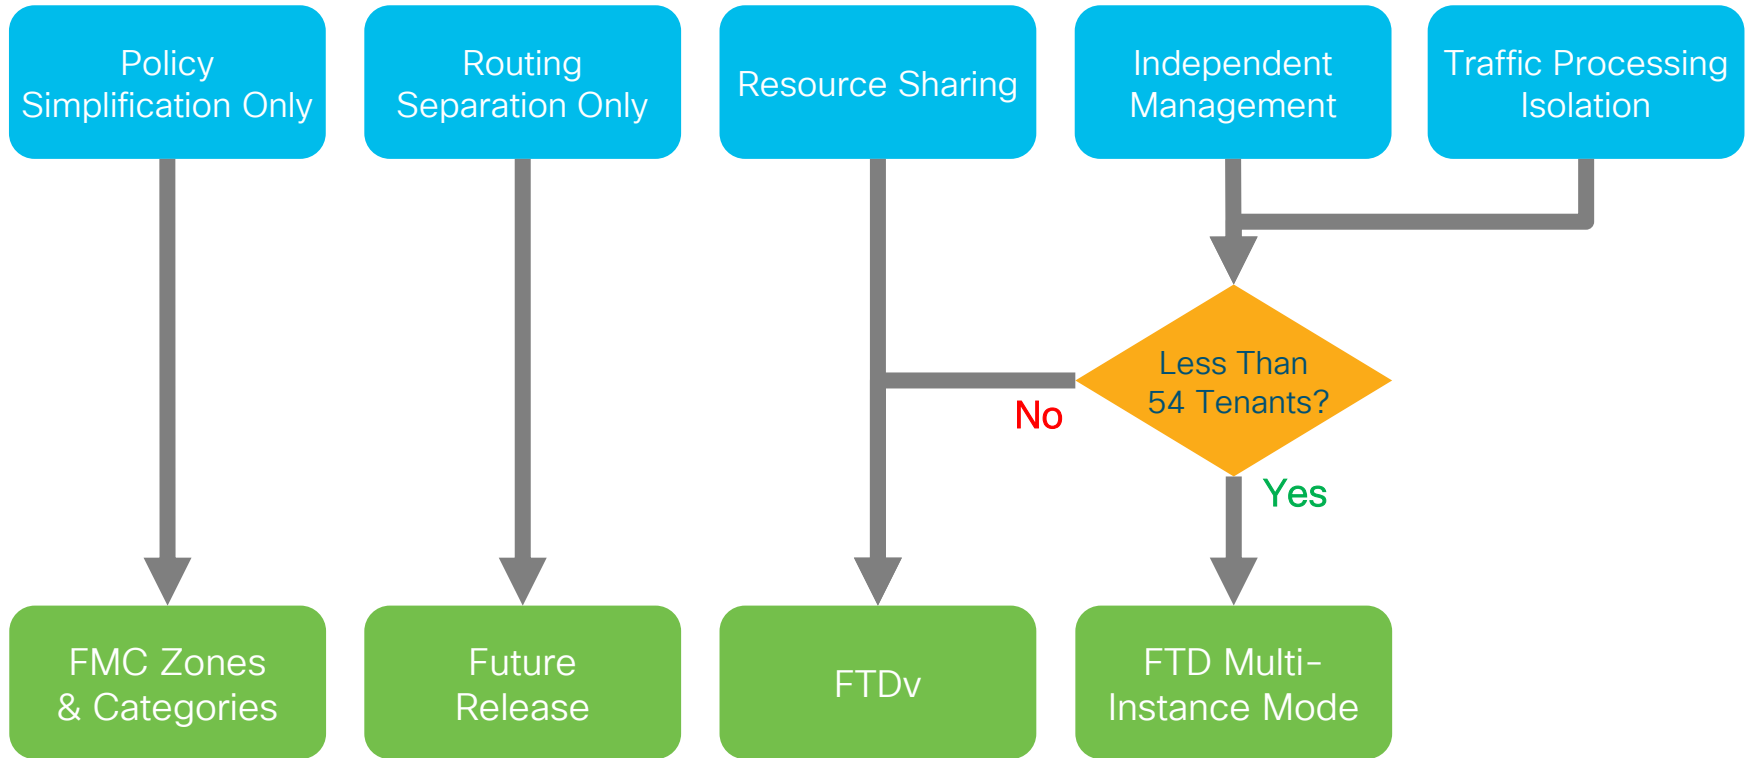 Policy
Simplification Only
Routing
Separation Only
Resource Sharing
Independent
Management
Traffic Processing
Isolation
Less Than
54 Tenants?
No
Yes
FMC Zones
& Categories
Future
Release
FTDv
FTD Multi-
Instance Mode